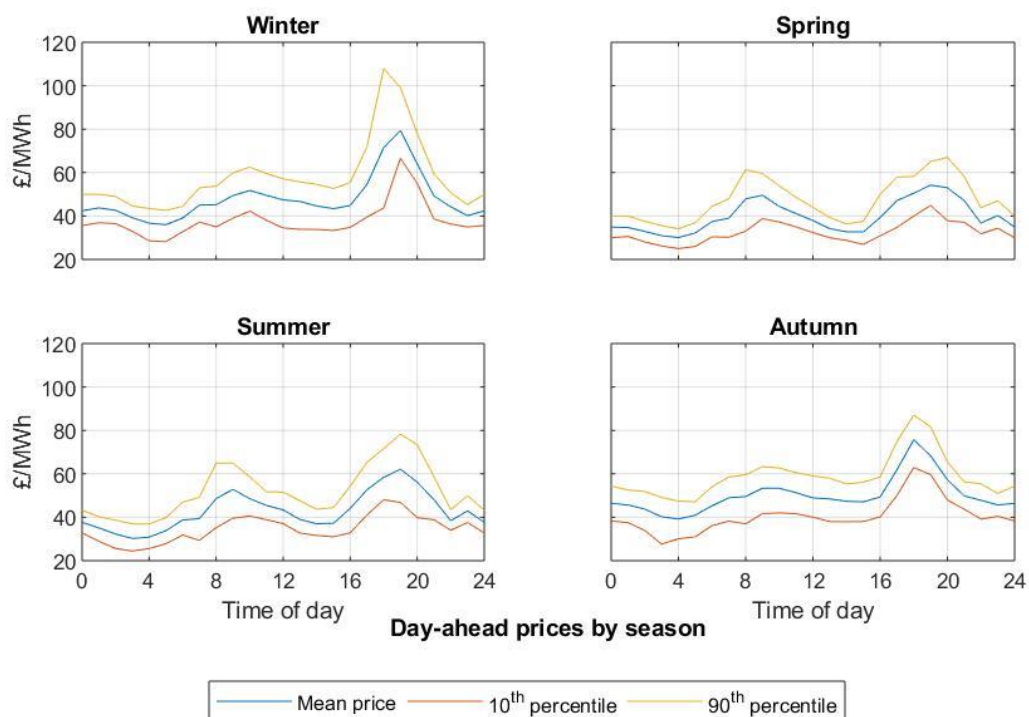 Winter
Spring
120
100
80
60
40
20
£/MWh
Summer
Autumn
120
100
80
60
40
20
£/MWh
0 4 8 12 16 20 24
0 4 8 12 16 20 24
Time of day
Time of day
Day-ahead prices by season
Mean price 10th percentile 90th percentile